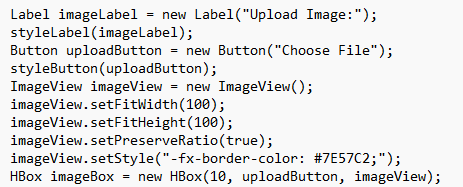 Label imageLabel = new Label("Upload Image:");
styleLabel(imageLabel);
Button uploadButton = new Button("Choose File");
styleButton(uploadButton);
ImageView imageView = new ImageView();
imageView.setFitWidth(100);
imageView.setFitHeight(100);
imageView.setPreserveRatio(true);
imageView.setStyle("-fx-border-color: #7E57C2;");
HBox imageBox = new HBox(10, uploadButton, imageView);